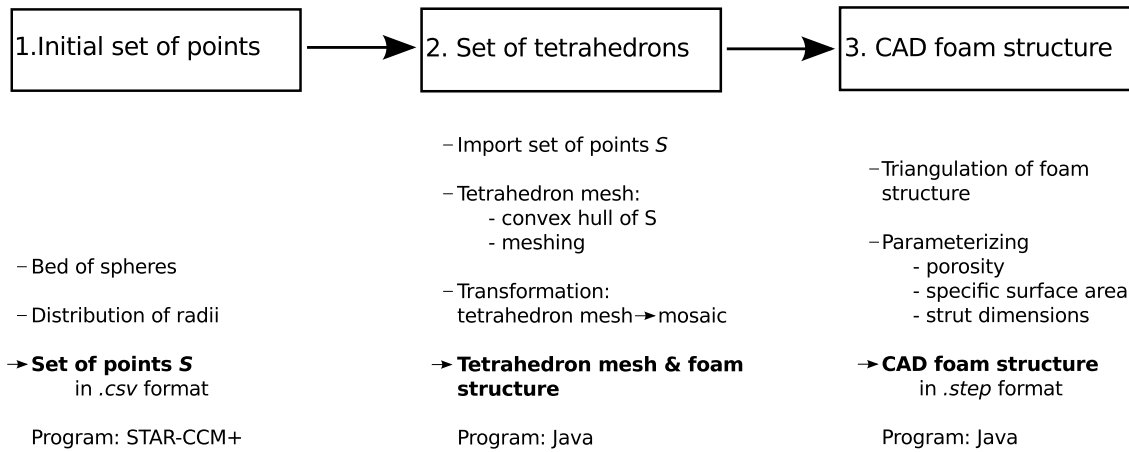 1.Initial set of points
2. Set of tetrahedrons
3. CAD foam structure
– Bed of spheres
– Distribution of radii
→ Set of points S
in .csv format
Program: STAR-CCM+
– Import set of points S
– Tetrahedron mesh:
- convex hull of S
- meshing
– Transformation:
tetrahedron mesh→mosaic
→ Tetrahedron mesh & foam
structure
Program: Java
– Triangulation of foam
structure
– Parameterizing
- porosity
- specific surface area
- strut dimensions
→ CAD foam structure
in .step format
Program: Java